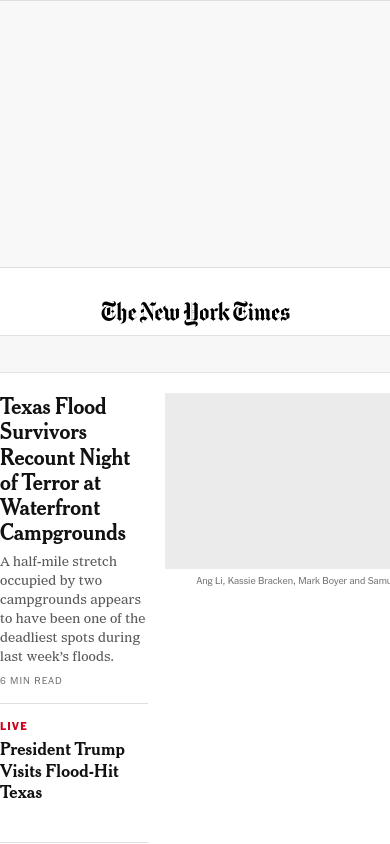 The New York Times
Texas Flood
Survivors
Recount Night
of Terror at
Waterfront
Campgrounds
A half-mile stretch
occupied by two
campgrounds appears
to have been one of the
deadliest spots during
last week’s floods.
6 MIN READ
Ang Li, Kassie Bracken, Mark Boyer and Samu
LIVE
President Trump
Visits Flood-Hit
Texas